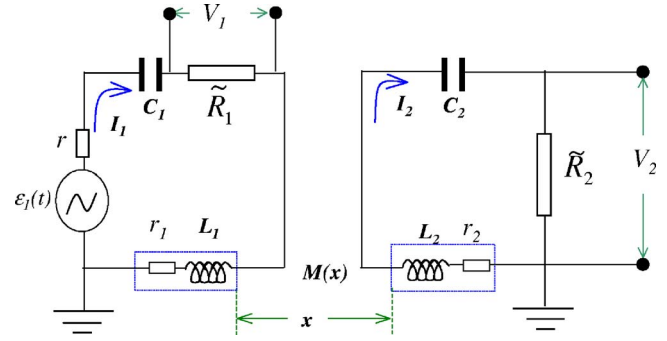 V₁
C₁
R̃₁
I₁
r
ε₁(t)
r₁
L₁
M(x)
x
C₂
I₂
R̃₂
V₂
L₂
r₂